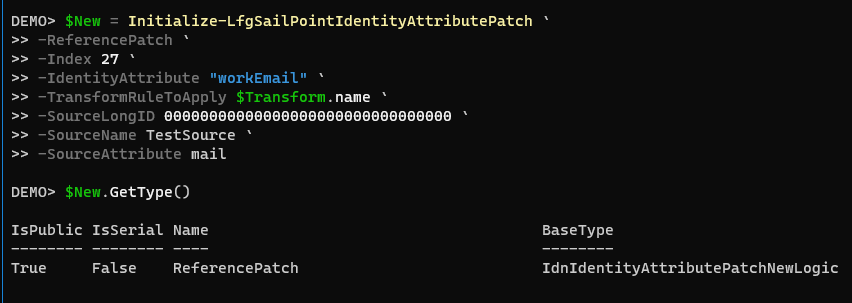 DEMO> $New = Initialize-LfgSailPointIdentityAttributePatch `
>> -ReferencePatch `
>> -Index 27 `
>> -IdentityAttribute "workEmail" `
>> -TransformRuleToApply $Transform.name `
>> -SourceLongID 00000000000000000000000000000000 `
>> -SourceName TestSource `
>> -SourceAttribute mail
DEMO> $New.GetType()
IsPublic IsSerial Name BaseType
-------- -------- ---- --------
True False ReferencePatch IdnIdentityAttributePatchNewLogic